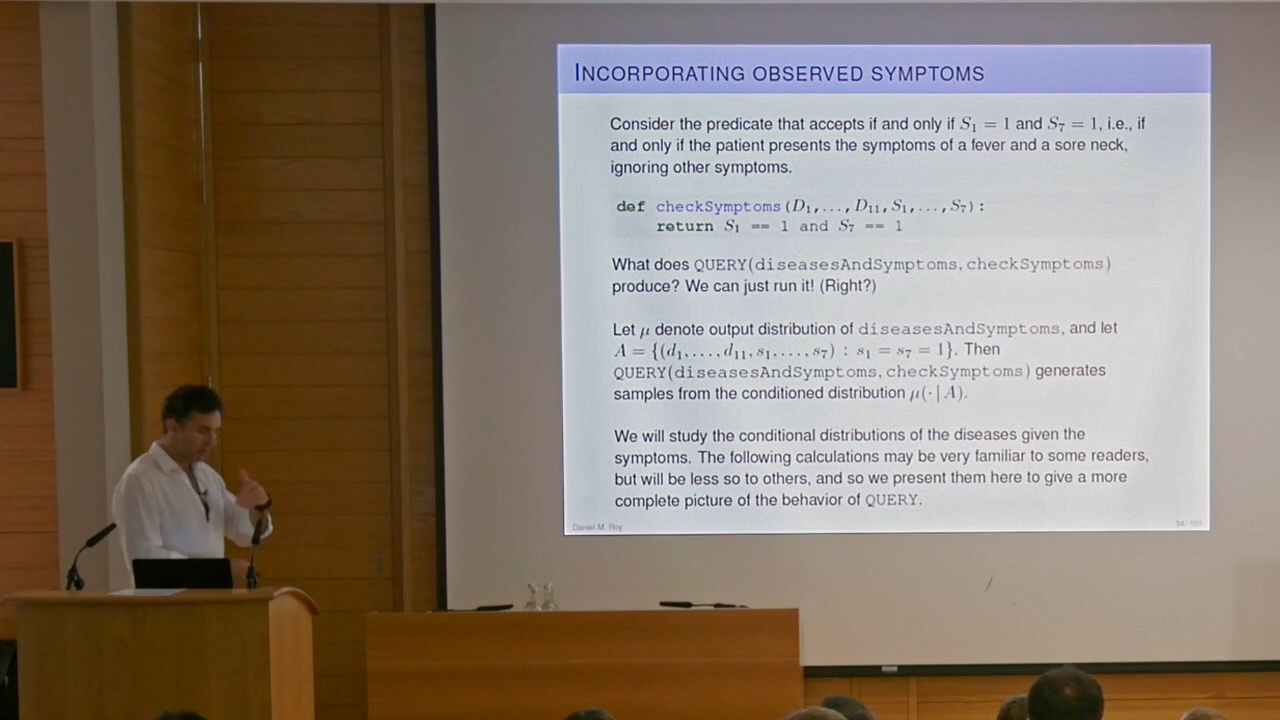 INCORPORATING OBSERVED SYMPTOMS
Consider the predicate that accepts if and only if S₁ = 1 and S₇ = 1, i.e., if
and only if the patient presents the symptoms of a fever and a sore neck,
ignoring other symptoms.
def checkSymptoms(D₁,...,D₁₁,S₁,...,S₇):
return S₁ == 1 and S₇ == 1
What does QUERY(diseasesAndSymptoms, checkSymptoms)
produce? We can just run it! (Right?)
Let μ denote output distribution of diseasesAndSymptoms, and let
A = {(d₁,...,d₁₁,s₁,...,s₇) : s₁ = s₇ = 1}. Then
QUERY(diseasesAndSymptoms, checkSymptoms) generates
samples from the conditioned distribution μ(· | A).
We will study the conditional distributions of the diseases given the
symptoms. The following calculations may be very familiar to some readers,
but will be less so to others, and so we present them here to give a more
complete picture of the behavior of QUERY.
Daniel M. Roy